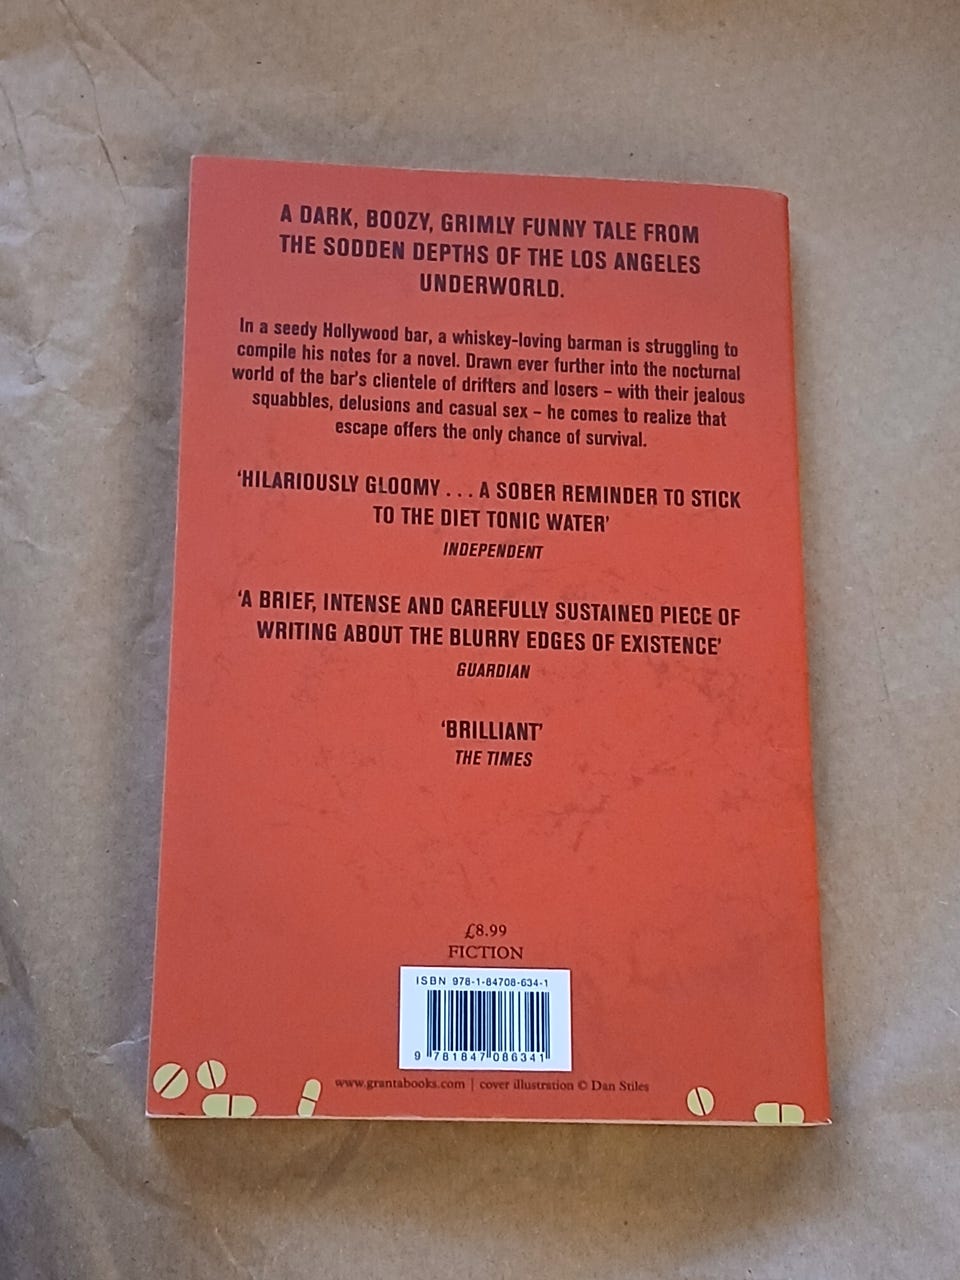 A DARK, BOOZY, GRIMLY FUNNY TALE FROM
THE SODDEN DEPTHS OF THE LOS ANGELES
UNDERWORLD.
In a seedy Hollywood bar, a whiskey-loving barman is struggling to
compile his notes for a novel. Drawn ever further into the nocturnal
world of the bar's clientele of drifters and losers – with their jealous
squabbles, delusions and casual sex – he comes to realize that
escape offers the only chance of survival.
‘HILARIOUSLY GLOOMY . . . A SOBER REMINDER TO STICK
TO THE DIET TONIC WATER’
INDEPENDENT
‘A BRIEF, INTENSE AND CAREFULLY SUSTAINED PIECE OF
WRITING ABOUT THE BLURRY EDGES OF EXISTENCE’
GUARDIAN
‘BRILLIANT’
THE TIMES
£8.99
FICTION
ISBN 978-1-84708-634-1
9 781847 086341
www.grantabooks.com | cover illustration © Dan Stiles